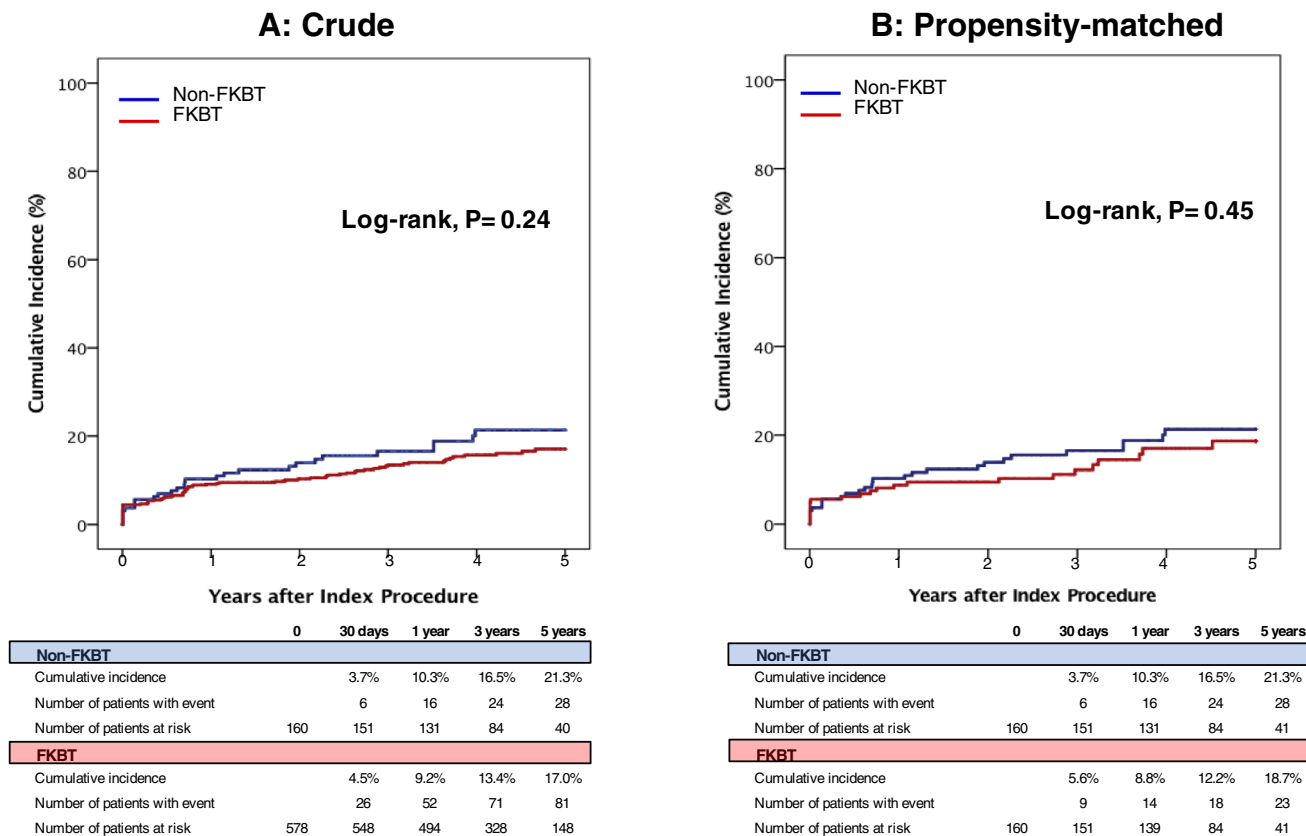 A: Crude
100
80
60
40
20
0
Cumulative Incidence (%)
Non-FKBT
FKBT
Log-rank, P= 0.24
0 1 2 3 4 5
Years after Index Procedure
0 30 days 1 year 3 years 5 years
Non-FKBT
Cumulative incidence 3.7% 10.3% 16.5% 21.3%
Number of patients with event 6 16 24 28
Number of patients at risk 160 151 131 84 40
FKBT
Cumulative incidence 4.5% 9.2% 13.4% 17.0%
Number of patients with event 26 52 71 81
Number of patients at risk 578 548 494 328 148
B: Propensity-matched
100
80
60
40
20
0
Cumulative Incidence (%)
Non-FKBT
FKBT
Log-rank, P= 0.45
0 1 2 3 4 5
Years after Index Procedure
0 30 days 1 year 3 years 5 years
Non-FKBT
Cumulative incidence 3.7% 10.3% 16.5% 21.3%
Number of patients with event 6 16 24 28
Number of patients at risk 160 151 131 84 41
FKBT
Cumulative incidence 5.6% 8.8% 12.2% 18.7%
Number of patients with event 9 14 18 23
Number of patients at risk 160 151 139 84 41